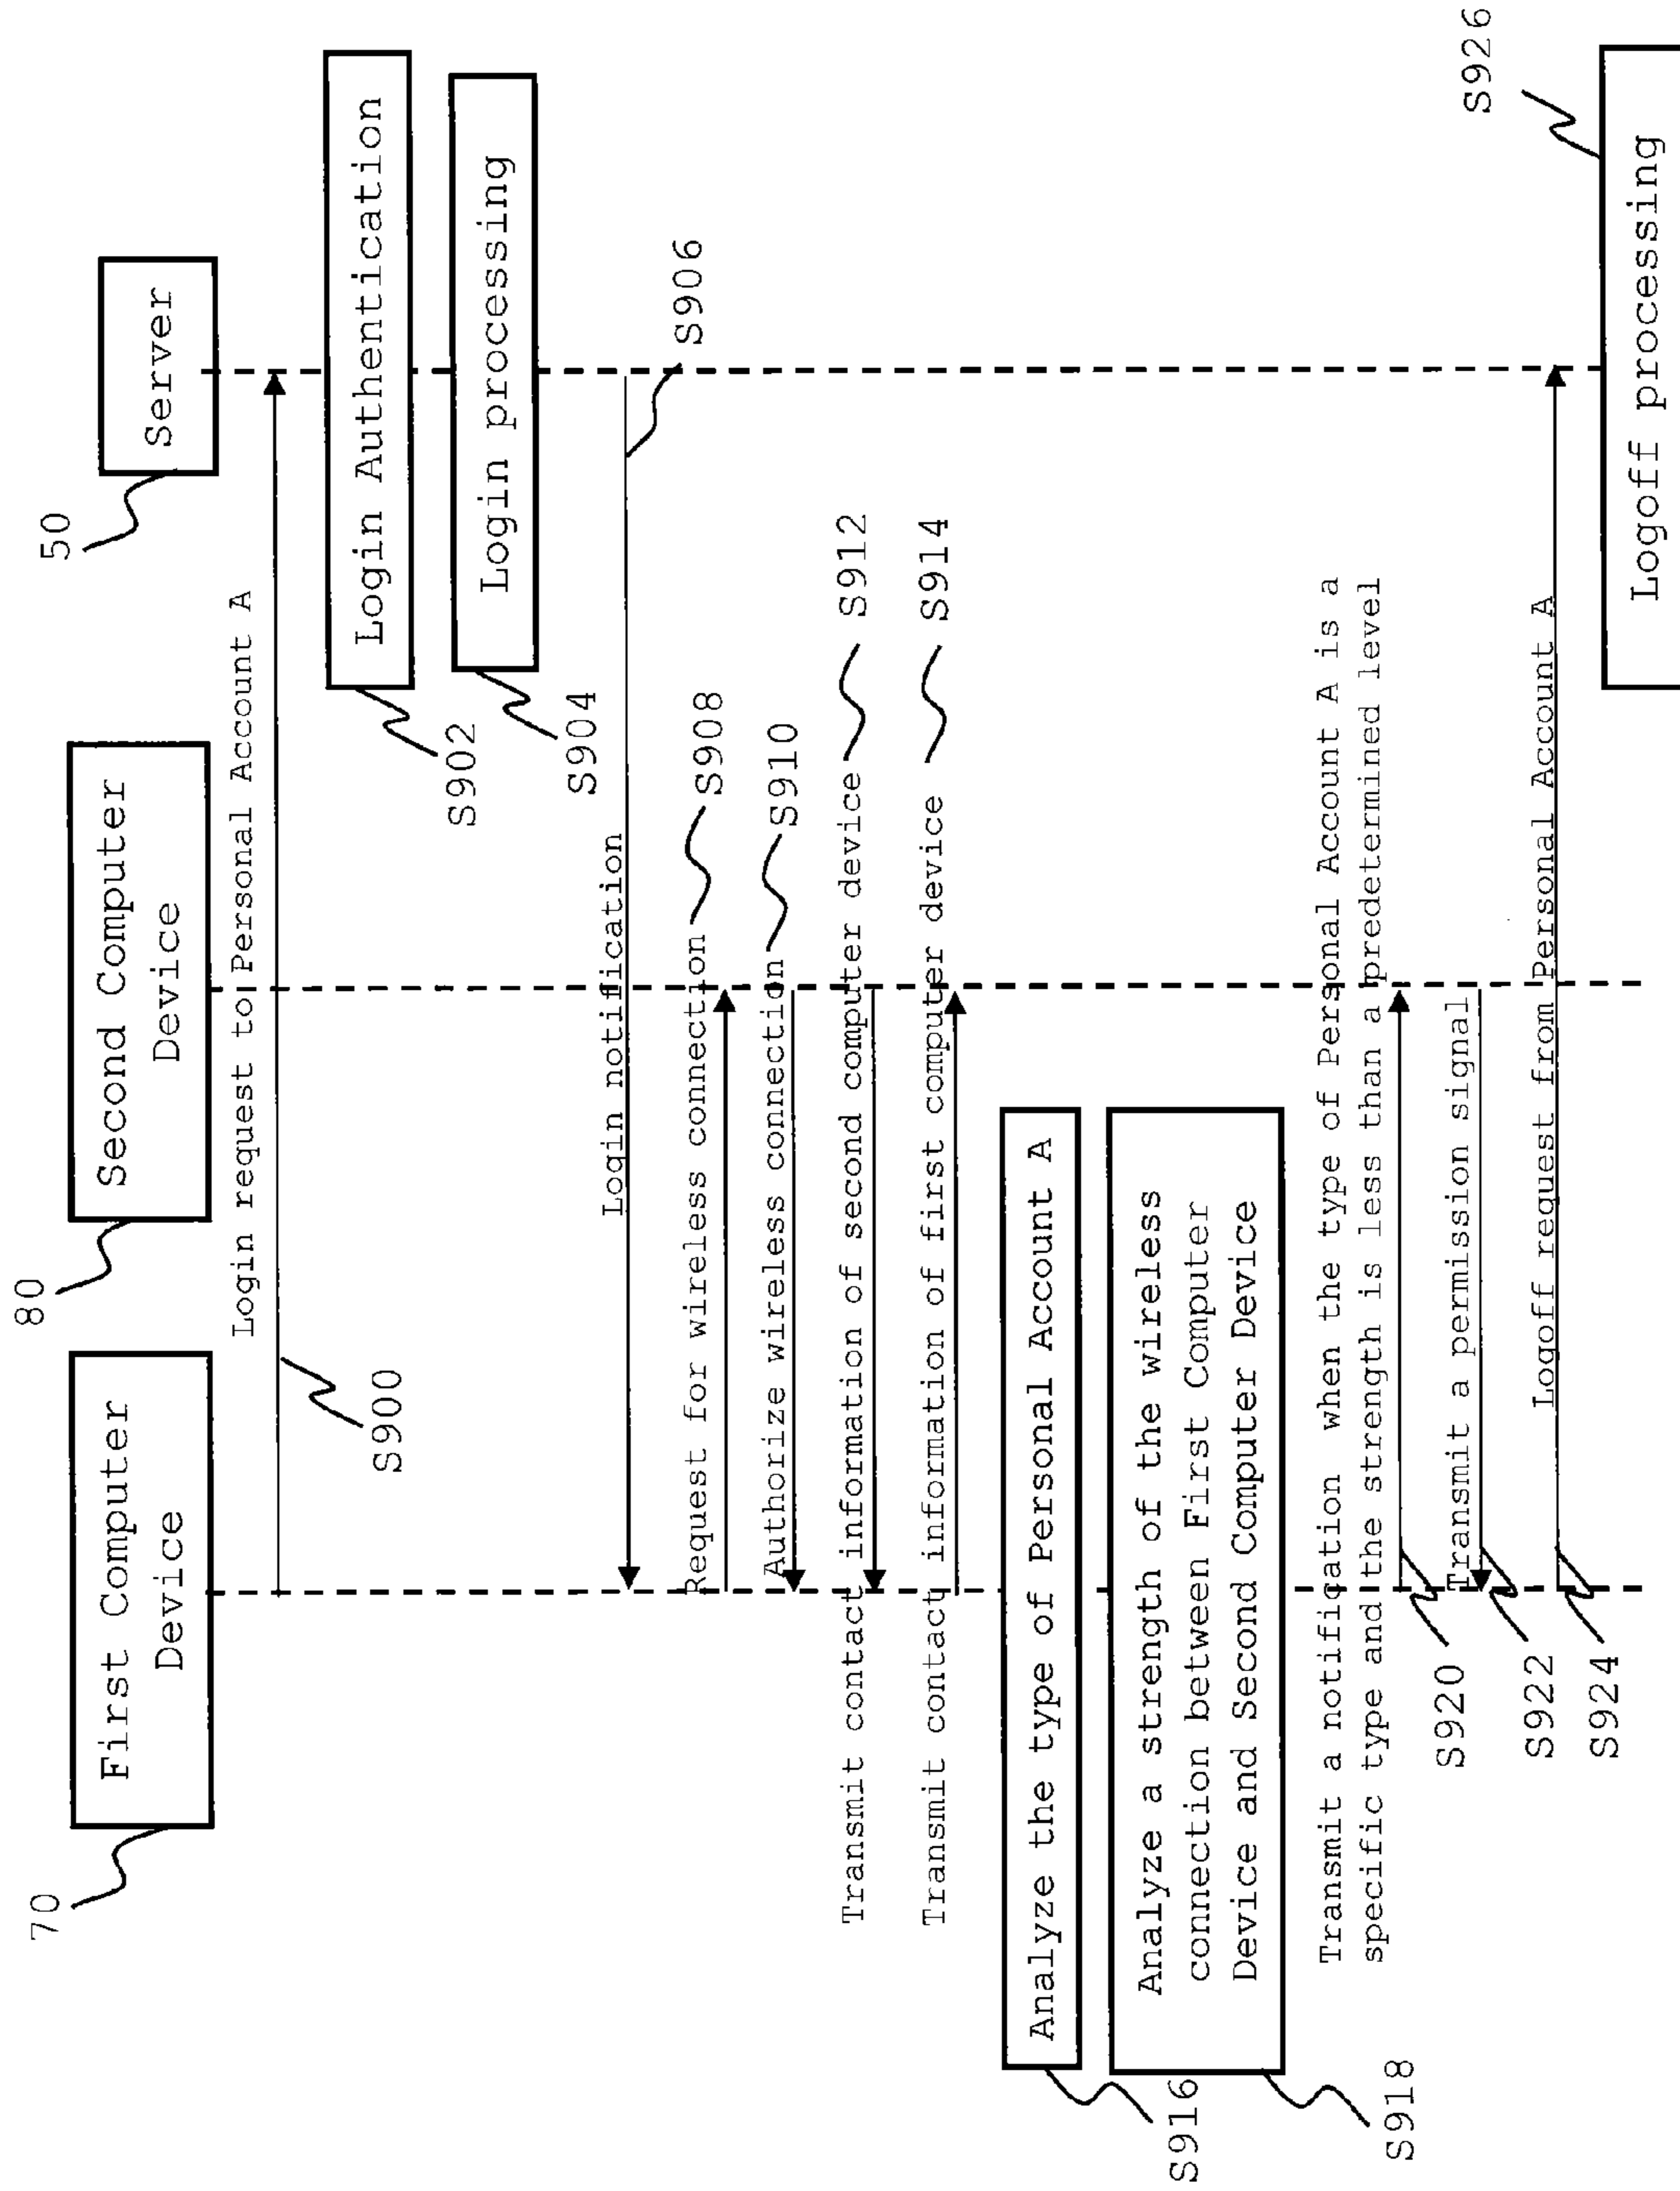 70
First Computer
Device
80
Second Computer
Device
50
Server
Login request to Personal Account A
S900
Login Authentication
S902
Login processing
S904
Login notification
S906
Request for wireless connection
S908
Authorize wireless connection
S910
Transmit contact information of second computer device
S912
Transmit contact information of first computer device
S914
Analyze the type of Personal Account A
S916
Analyze a strength of the wireless
connection between First Computer
Device and Second Computer Device
S918
Transmit a notification when the type of Personal Account A is a
specific type and the strength is less than a predetermined level
S920
Transmit a permission signal
S922
Logoff request from Personal Account A
S924
Logoff processing
S926